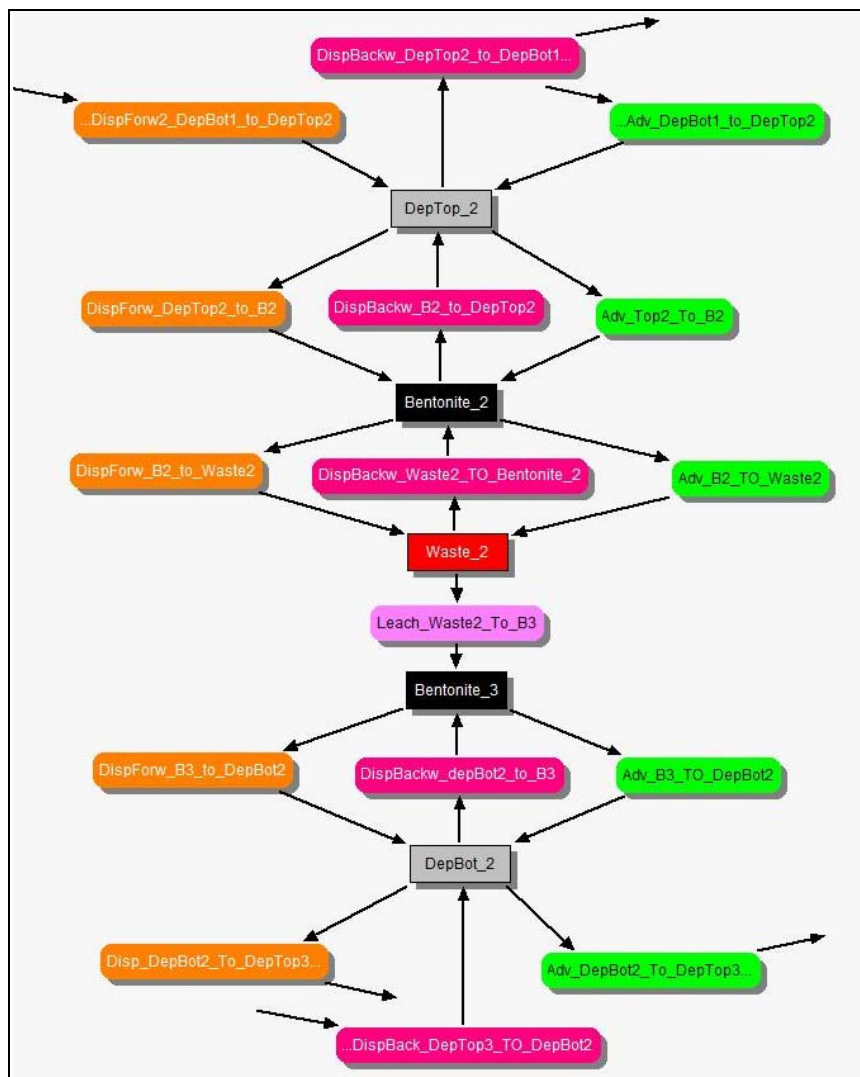 DispBackw_DepTop2_to_DepBot1...
...DispForw2_DepBot1_to_DepTop2
...Adv_DepBot1_to_DepTop2
DepTop_2
DispForw_DepTop2_to_B2
DispBackw_B2_to_DepTop2
Adv_Top2_To_B2
Bentonite_2
DispForw_B2_to_Waste2
DispBackw_Waste2_TO_Bentonite_2
Adv_B2_TO_Waste2
Waste_2
Leach_Waste2_To_B3
Bentonite_3
DispForw_B3_to_DepBot2
DispBackw_depBot2_to_B3
Adv_B3_TO_DepBot2
DepBot_2
Disp_DepBot2_To_DepTop3...
Adv_DepBot2_To_DepTop3...
...DispBack_DepTop3_TO_DepBot2